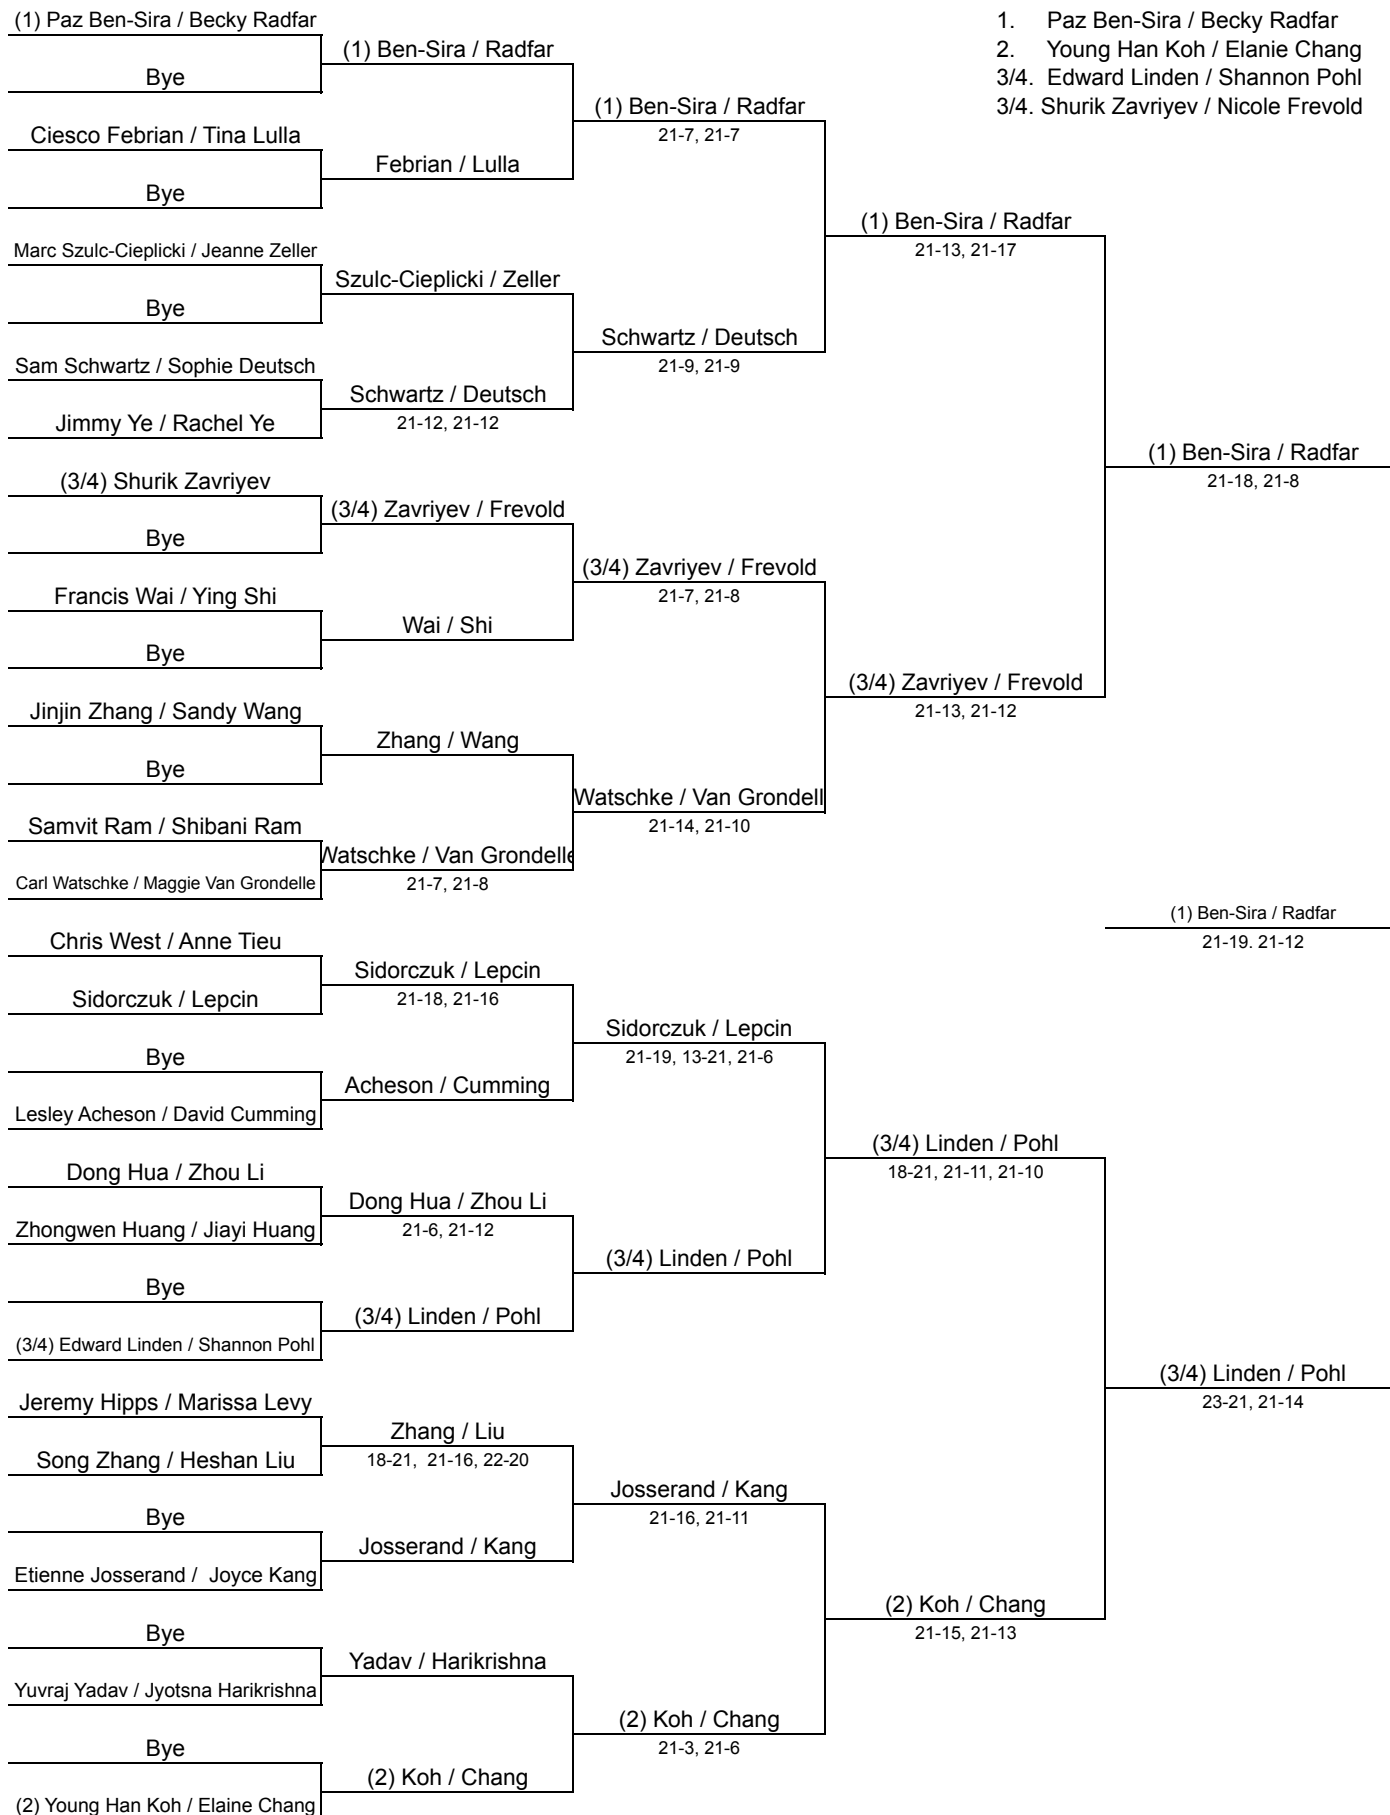 (1) Paz Ben-Sira / Becky Radfar
Bye
Ciesco Febrian / Tina Lulla
Bye
Marc Szulc-Cieplicki / Jeanne Zeller
Bye
Sam Schwartz / Sophie Deutsch
Jimmy Ye / Rachel Ye
(3/4) Shurik Zavriyev
Bye
Francis Wai / Ying Shi
Bye
Jinjin Zhang / Sandy Wang
Bye
Samvit Ram / Shibani Ram
Carl Watschke / Maggie Van Grondelle
Chris West / Anne Tieu
Sidorczuk / Lepcin
Bye
Lesley Acheson / David Cumming
Dong Hua / Zhou Li
Zhongwen Huang / Jiayi Huang
Bye
(3/4) Edward Linden / Shannon Pohl
Jeremy Hipps / Marissa Levy
Song Zhang / Heshan Liu
Bye
Etienne Josserand / Joyce Kang
Bye
Yuvraj Yadav / Jyotsna Harikrishna
Bye
(2) Young Han Koh / Elaine Chang
(1) Ben-Sira / Radfar
Febrian / Lulla
Szulc-Cieplicki / Zeller
Schwartz / Deutsch
21-12, 21-12
(3/4) Zavriyev / Frevold
Wai / Shi
Zhang / Wang
Watschke / Van Grondelle
21-7, 21-8
Sidorczuk / Lepcin
21-18, 21-16
Acheson / Cumming
Dong Hua / Zhou Li
21-6, 21-12
(3/4) Linden / Pohl
Zhang / Liu
18-21, 21-16, 22-20
Josserand / Kang
Yadav / Harikrishna
(2) Koh / Chang
(1) Ben-Sira / Radfar
21-7, 21-7
Schwartz / Deutsch
21-9, 21-9
(3/4) Zavriyev / Frevold
21-7, 21-8
Watschke / Van Grondell
21-14, 21-10
Sidorczuk / Lepcin
21-19, 13-21, 21-6
(3/4) Linden / Pohl
Josserand / Kang
21-16, 21-11
(2) Koh / Chang
21-3, 21-6
(1) Ben-Sira / Radfar
21-13, 21-17
(3/4) Zavriyev / Frevold
21-13, 21-12
(3/4) Linden / Pohl
18-21, 21-11, 21-10
(2) Koh / Chang
21-15, 21-13
1. Paz Ben-Sira / Becky Radfar
2. Young Han Koh / Elanie Chang
3/4. Edward Linden / Shannon Pohl
3/4. Shurik Zavriyev / Nicole Frevold
(1) Ben-Sira / Radfar
21-18, 21-8
(1) Ben-Sira / Radfar
21-19. 21-12
(3/4) Linden / Pohl
23-21, 21-14